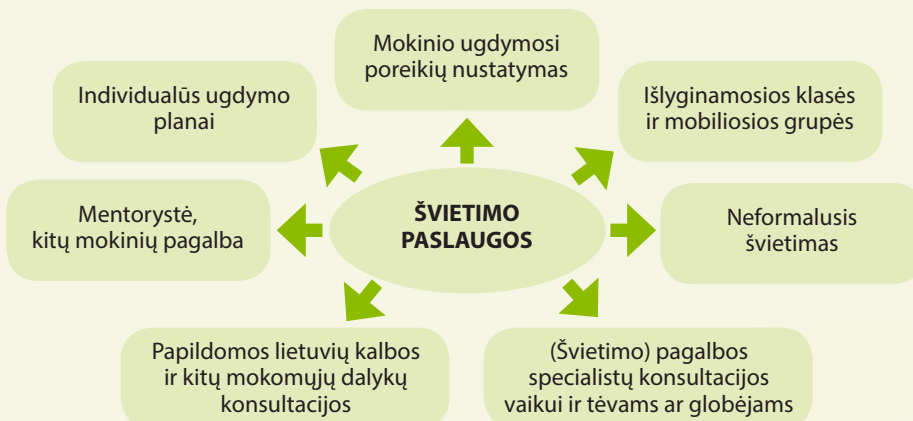 Mokinio ugdymosi
poreikių nustatymas
Individualūs ugdymo
planai
Išlyginamosios klasės
ir mobiliosios grupės
Mentorystė,
kitų mokinių pagalba
ŠVIETIMO
PASLAUGOS
Neformalusis
švietimas
Papildomos lietuvių kalbos
ir kitų mokomųjų dalykų
konsultacijos
(Švietimo) pagalbos
specialistų konsultacijos
vaikui ir tėvams ar globėjams